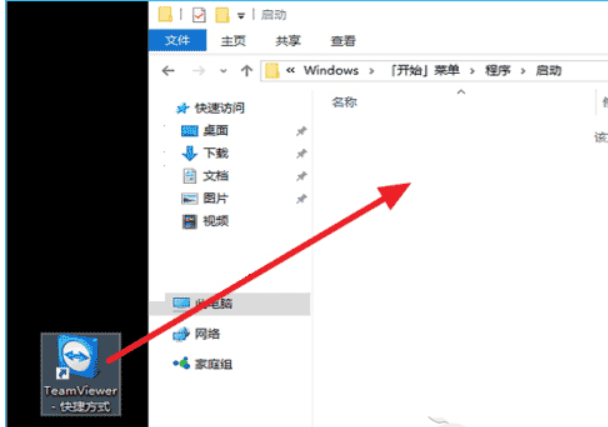 启动
文件 主页 共享 查看
« Windows › 「开始」菜单 › 程序 › 启动
名称
快速访问
桌面
下载
文档
图片
视频
此电脑
网络
家庭组
TeamViewer
- 快捷方式